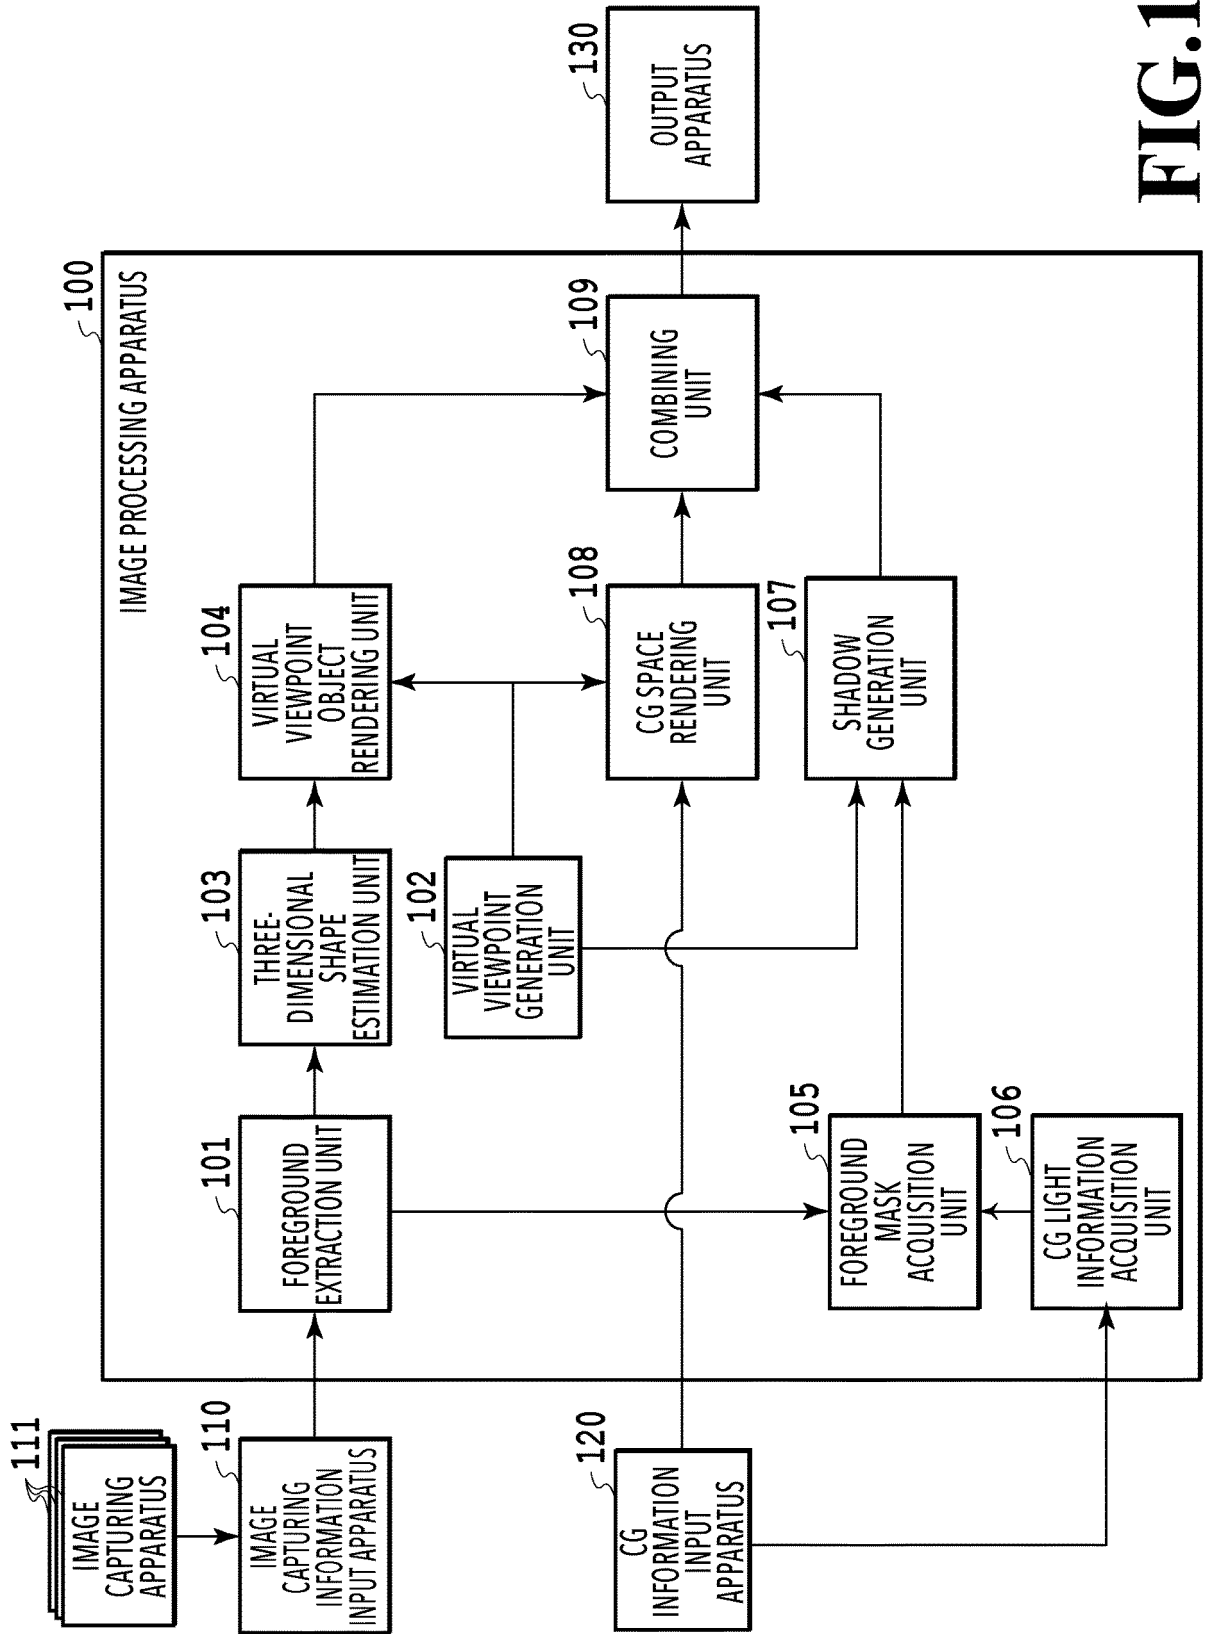 100
IMAGE PROCESSING APPARATUS
111
IMAGE
CAPTURING
APPARATUS
110
IMAGE
CAPTURING
INFORMATION
INPUT APPARATUS
101
FOREGROUND
EXTRACTION UNIT
103
THREE-
DIMENSIONAL
SHAPE
ESTIMATION UNIT
104
VIRTUAL
VIEWPOINT
OBJECT
RENDERING UNIT
102
VIRTUAL
VIEWPOINT
GENERATION
UNIT
120
CG
INFORMATION
INPUT
APPARATUS
108
CG SPACE
RENDERING
UNIT
109
COMBINING
UNIT
130
OUTPUT
APPARATUS
105
FOREGROUND
MASK
ACQUISITION
UNIT
107
SHADOW
GENERATION
UNIT
106
CG LIGHT
INFORMATION
ACQUISITION
UNIT
FIG.1